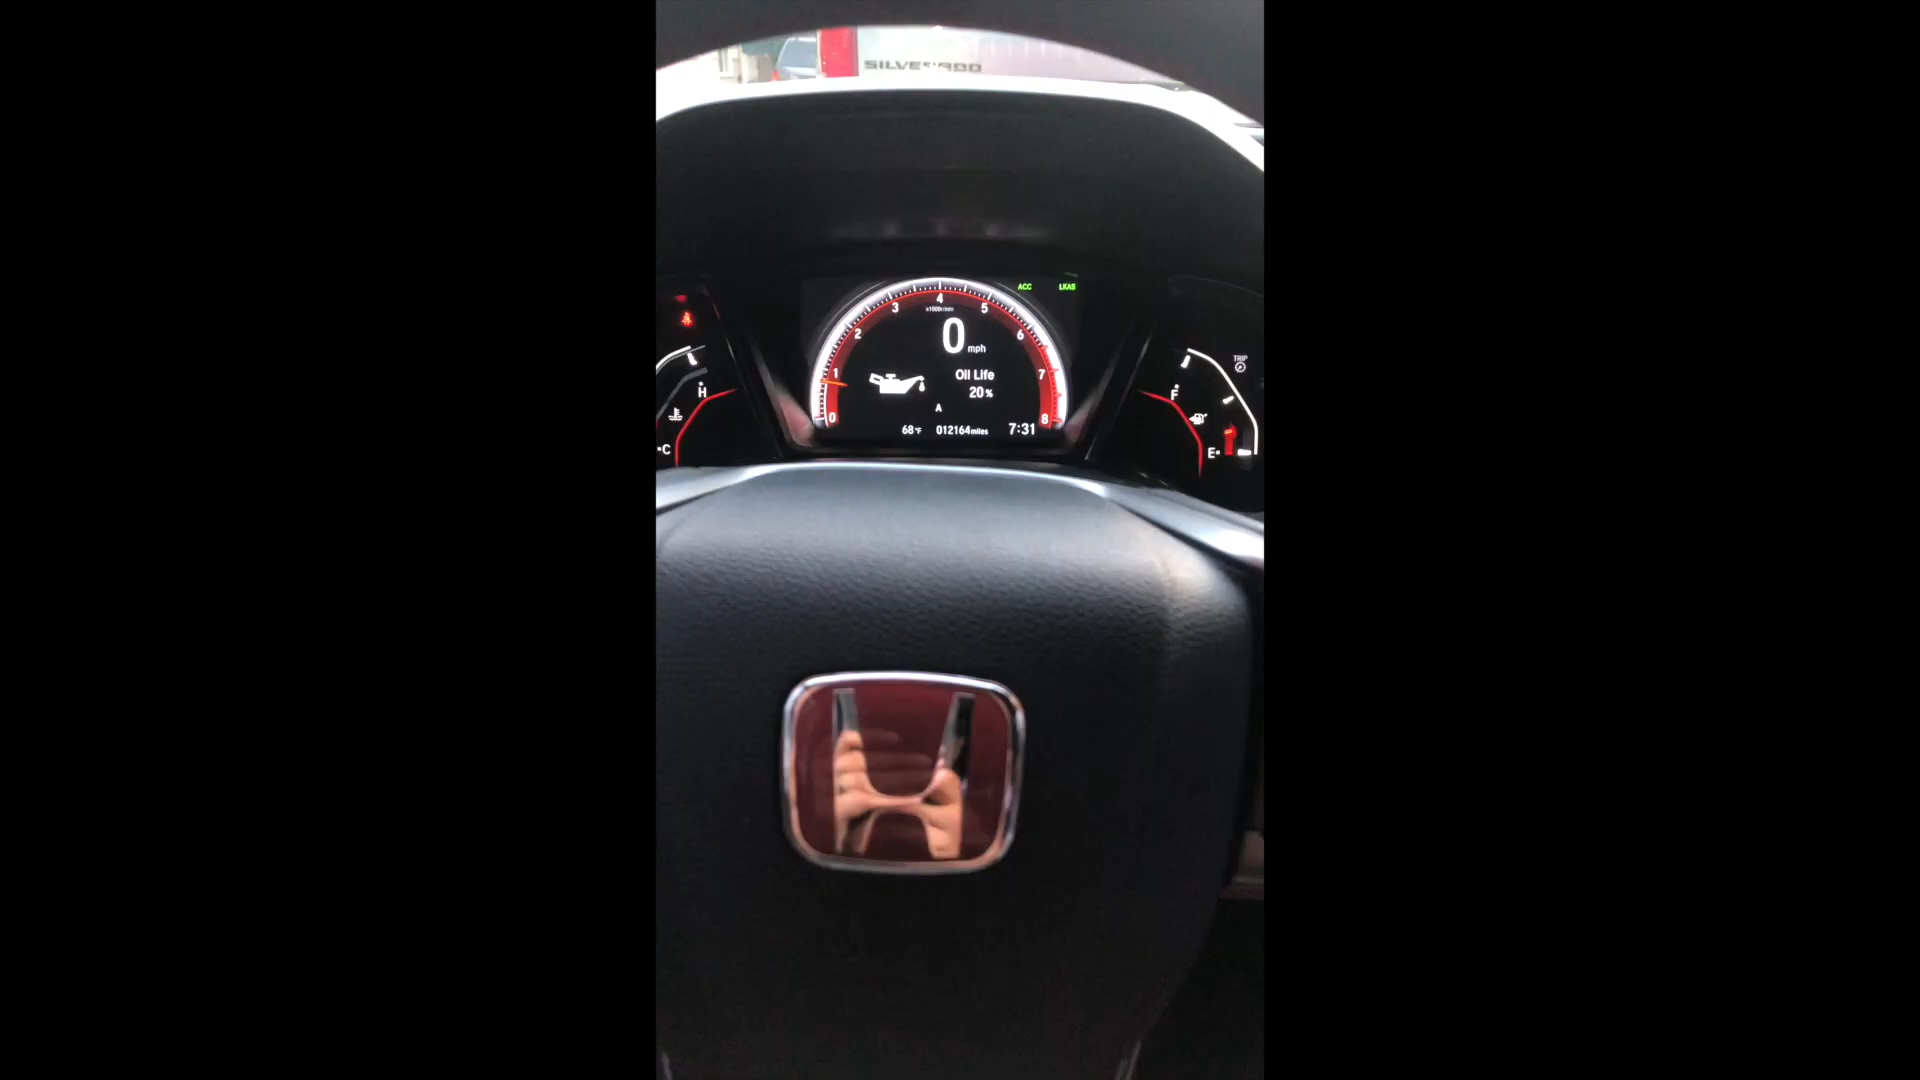 SILVERADO
ACC LKAS
4
3 5
x1000r/min
2 6
0 mph
1 7
Oil Life
20%
A
0 8
68°F 012164miles 7:31
H
C
TRIP
F
E